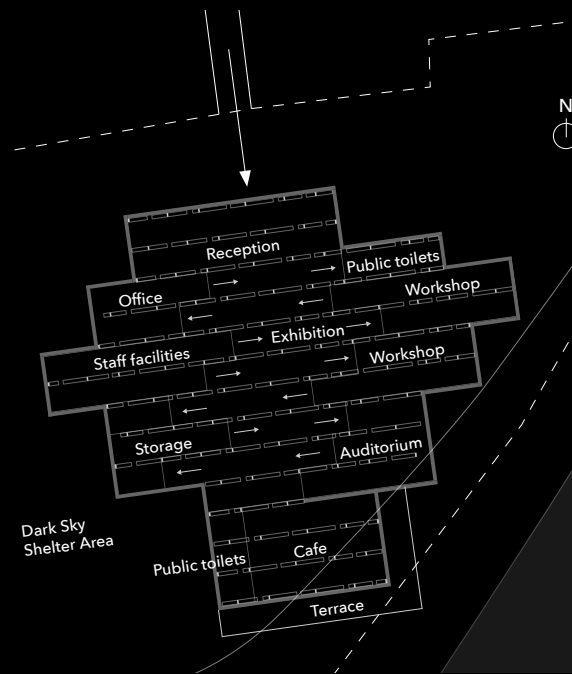 N
Reception
Public toilets
Office
Workshop
Exhibition
Staff facilities
Workshop
Storage
Auditorium
Dark Sky
Shelter Area
Public toilets
Cafe
Terrace